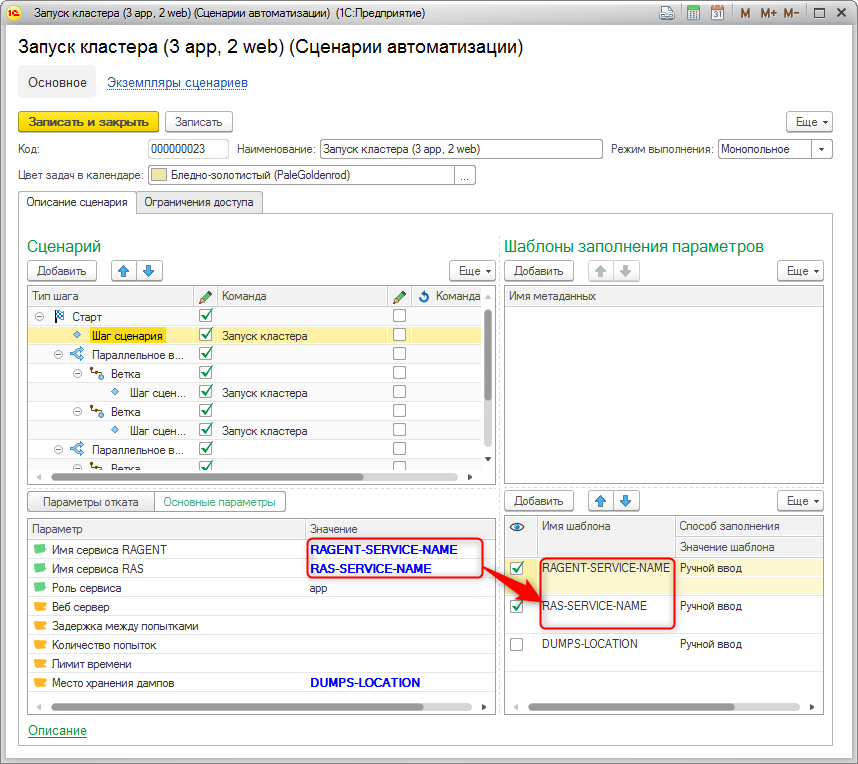 Запуск кластера (3 app, 2 web) (Сценарии автоматизации) (1С:Предприятие)
31 M M+ M-
Запуск кластера (3 app, 2 web) (Сценарии автоматизации)
Основное Экземпляры сценариев
Записать и закрыть Записать Еще
Код: 000000023 Наименование: Запуск кластера (3 app, 2 web) Режим выполнения: Монопольное
Цвет задач в календаре: Бледно-золотистый (PaleGoldenrod) ...
Описание сценария Ограничения доступа
Сценарий
Добавить Еще
Тип шага Команда Команда
Старт
Шаг сценария Запуск кластера
Параллельное в...
Ветка
Шаг сцен... Запуск кластера
Ветка
Шаг сцен... Запуск кластера
Параллельное в...
Ветка
Шаблоны заполнения параметров
Добавить Еще
Имя метаданных
Параметры отката Основные параметры
Параметр Значение
Имя сервиса RAGENT RAGENT-SERVICE-NAME
Имя сервиса RAS RAS-SERVICE-NAME
Роль сервиса app
Веб сервер
Задержка между попытками
Количество попыток
Лимит времени
Место хранения дампов DUMPS-LOCATION
Добавить Еще
Имя шаблона Способ заполнения
Значение шаблона
RAGENT-SERVICE-NAME Ручной ввод
RAS-SERVICE-NAME Ручной ввод
DUMPS-LOCATION Ручной ввод
Описание